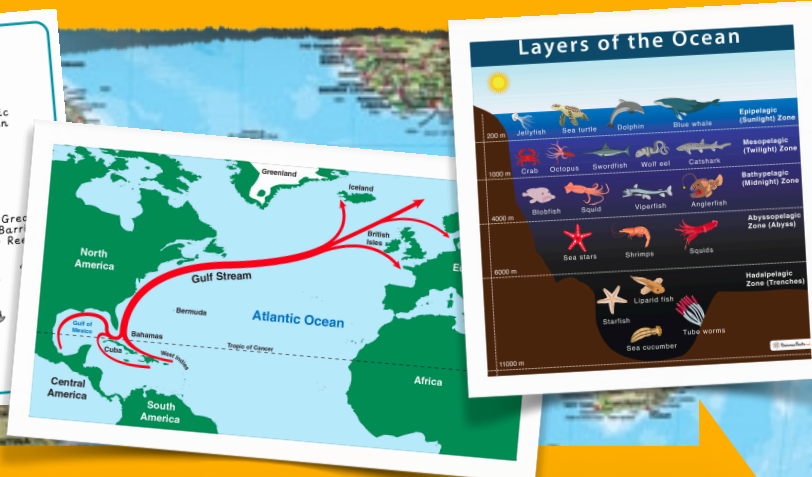 ic
n
Grea
Barri
Ree
Greenland
Iceland
British
Isles
North
America
Gulf Stream
Bermuda
Atlantic Ocean
Gulf of
Mexico
Bahamas
Cuba
West Indies
Tropic of Cancer
Central
America
South
America
Africa
Layers of the Ocean
Jellyfish
Sea turtle
Dolphin
Blue whale
Epipelagic
(Sunlight) Zone
200 m
Crab
Octopus
Swordfish
Wolf eel
Catshark
Mesopelagic
(Twilight) Zone
1000 m
Blobfish
Squid
Viperfish
Anglerfish
Bathypelagic
(Midnight) Zone
4000 m
Sea stars
Shrimps
Squids
Abyssopelagic
Zone (Abyss)
6000 m
Starfish
Liparid fish
Sea cucumber
Tube worms
Hadalpelagic
Zone (Trenches)
11000 m